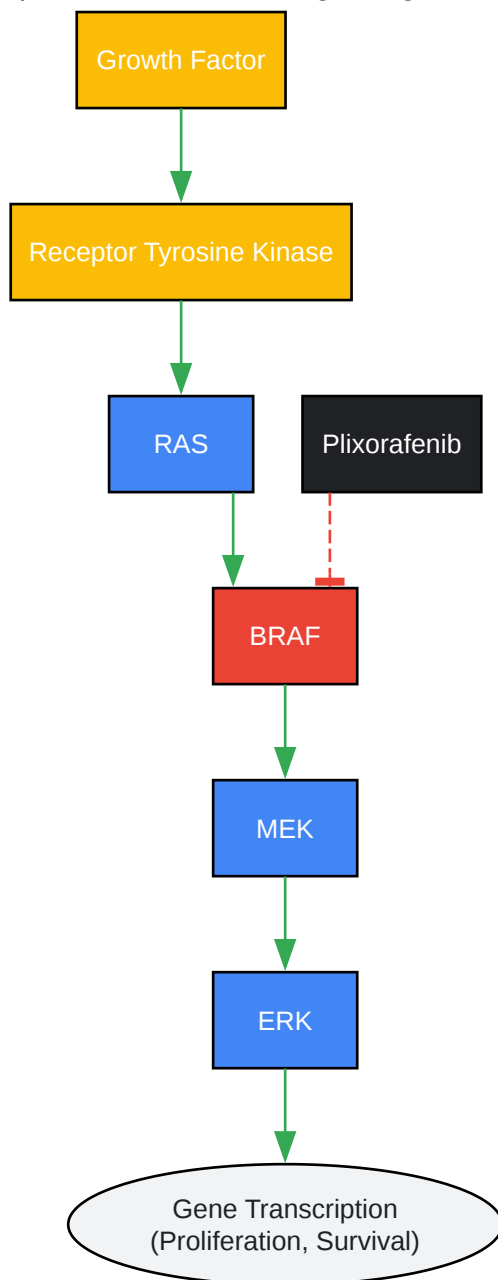 Growth Factor
Receptor Tyrosine Kinase
RAS
Plixorafenib
BRAF
MEK
ERK
Gene Transcription
(Proliferation, Survival)